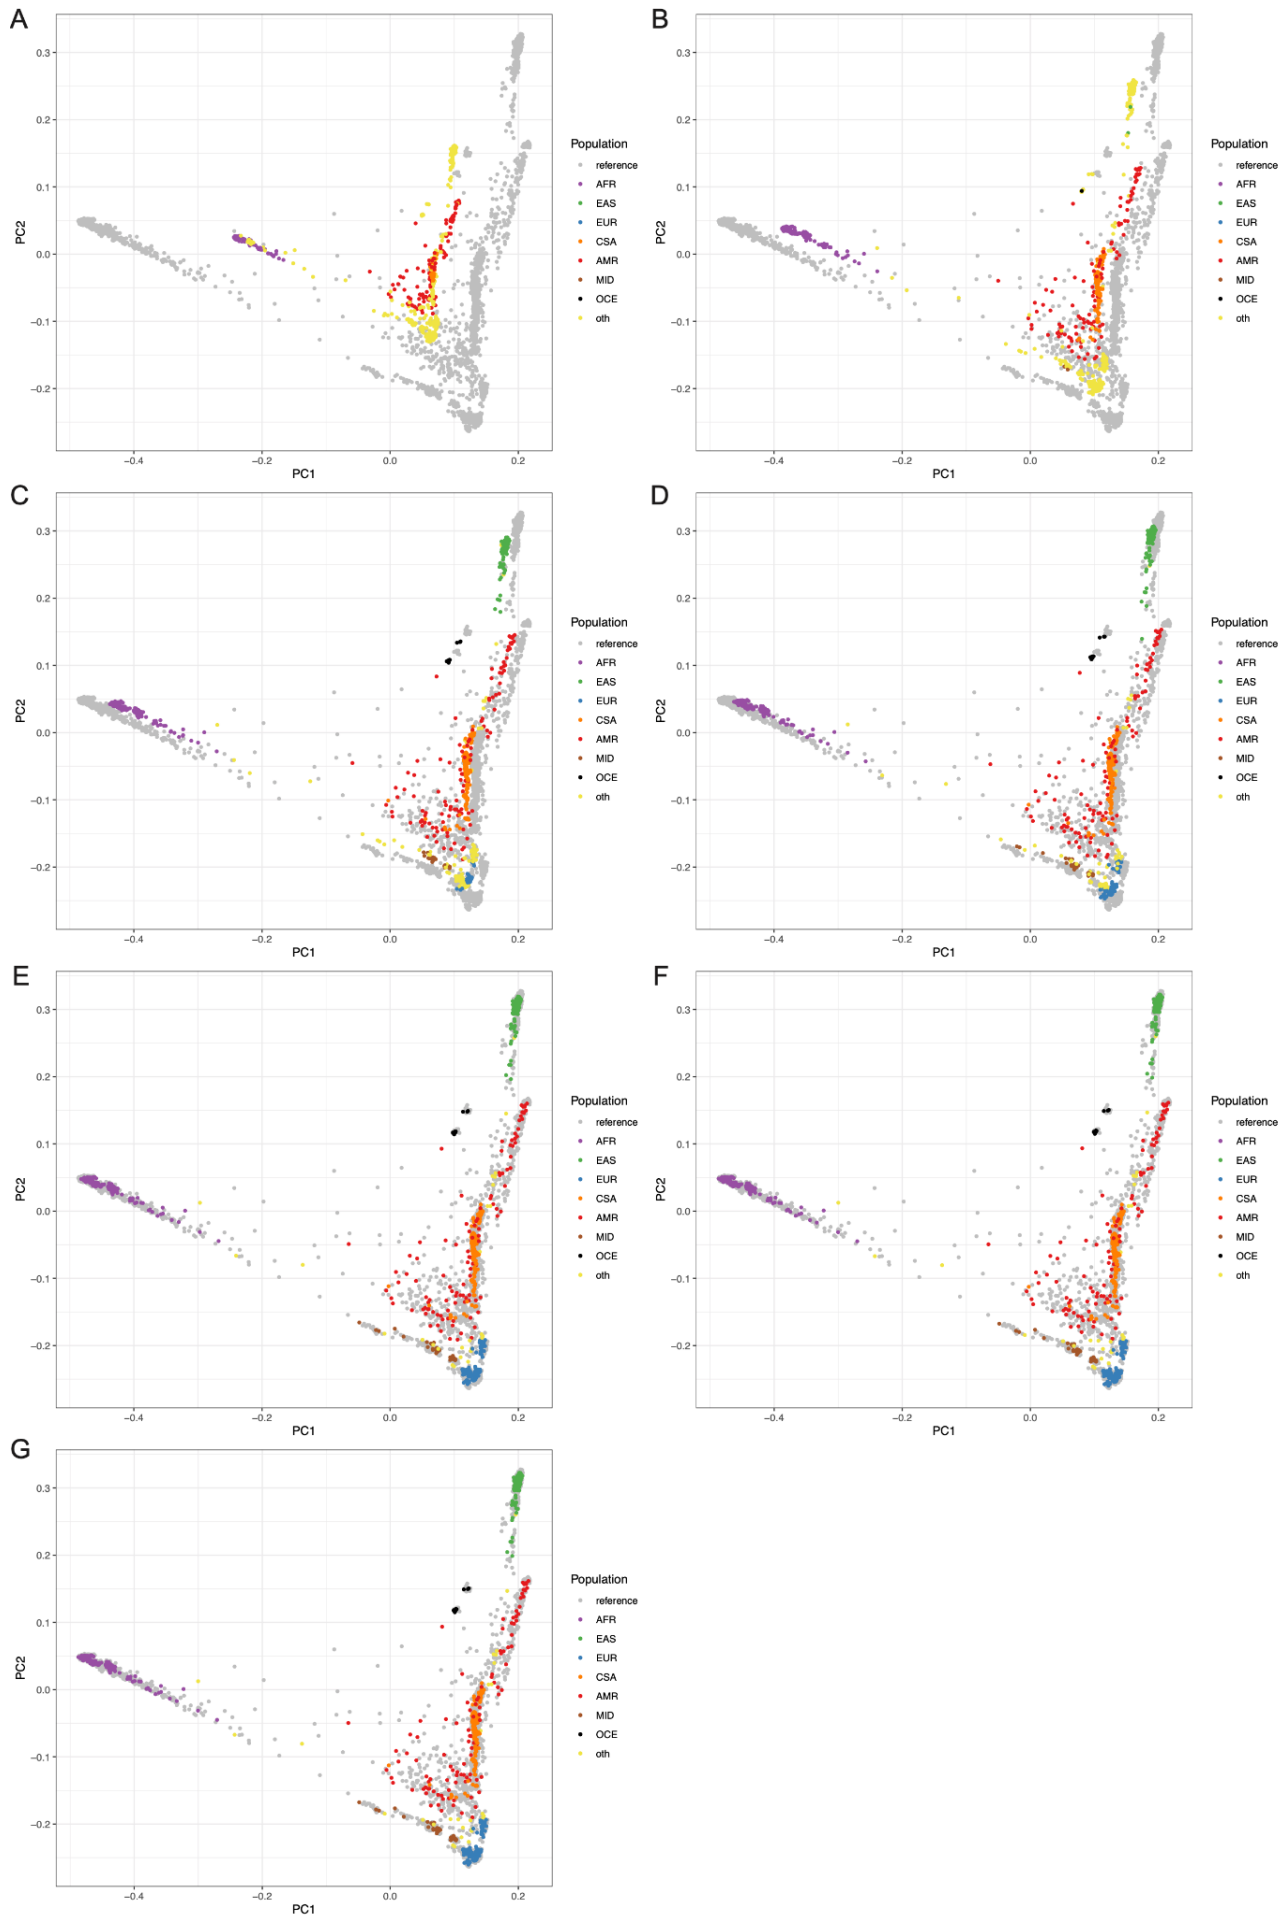 A
0.3
0.2
0.1
0.0
−0.1
−0.2
PC2
−0.4
−0.2
0.0
0.2
PC1
Population
reference
AFR
EAS
EUR
CSA
AMR
MID
OCE
oth
B
0.3
0.2
0.1
0.0
−0.1
−0.2
PC2
−0.4
−0.2
0.0
0.2
PC1
Population
reference
AFR
EAS
EUR
CSA
AMR
MID
OCE
oth
C
0.3
0.2
0.1
0.0
−0.1
−0.2
PC2
−0.4
−0.2
0.0
0.2
PC1
Population
reference
AFR
EAS
EUR
CSA
AMR
MID
OCE
oth
D
0.3
0.2
0.1
0.0
−0.1
−0.2
PC2
−0.4
−0.2
0.0
0.2
PC1
Population
reference
AFR
EAS
EUR
CSA
AMR
MID
OCE
oth
E
0.3
0.2
0.1
0.0
−0.1
−0.2
PC2
−0.4
−0.2
0.0
0.2
PC1
Population
reference
AFR
EAS
EUR
CSA
AMR
MID
OCE
oth
F
0.3
0.2
0.1
0.0
−0.1
−0.2
PC2
−0.4
−0.2
0.0
0.2
PC1
Population
reference
AFR
EAS
EUR
CSA
AMR
MID
OCE
oth
G
0.3
0.2
0.1
0.0
−0.1
−0.2
PC2
−0.4
−0.2
0.0
0.2
PC1
Population
reference
AFR
EAS
EUR
CSA
AMR
MID
OCE
oth